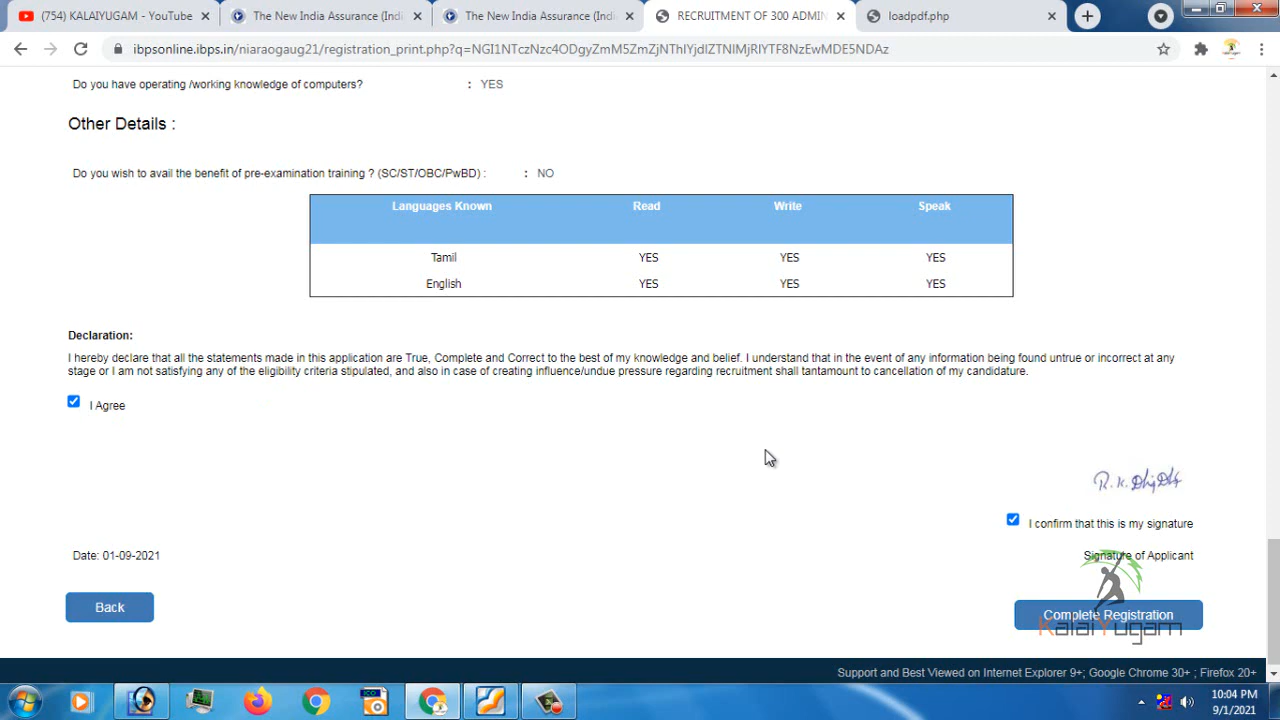 (754) KALAIYUGAM - YouTube
The New India Assurance (Indi
The New India Assurance (Indi
RECRUITMENT OF 300 ADMIN
loadpdf.php
ibpsonline.ibps.in/niaraogaug21/registration_print.php?q=NGI1NTczNzc4ODgyZmM5ZmZjNThlYjdlZTNlMjRlYTF8NzEwMDE5NDAz
Do you have operating /working knowledge of computers? : YES
Other Details :
Do you wish to avail the benefit of pre-examination training ? (SC/ST/OBC/PwBD) : : NO
Languages Known Read Write Speak
Tamil YES YES YES
English YES YES YES
Declaration:
I hereby declare that all the statements made in this application are True, Complete and Correct to the best of my knowledge and belief. I understand that in the event of any information being found untrue or incorrect at any
stage or I am not satisfying any of the eligibility criteria stipulated, and also in case of creating influence/undue pressure regarding recruitment shall tantamount to cancellation of my candidature.
I Agree
R.K.
I confirm that this is my signature
Date: 01-09-2021
Signature of Applicant
Back
Complete Registration
KalaiYugam
Support and Best Viewed on Internet Explorer 9+; Google Chrome 30+ ; Firefox 20+
10:04 PM
9/1/2021